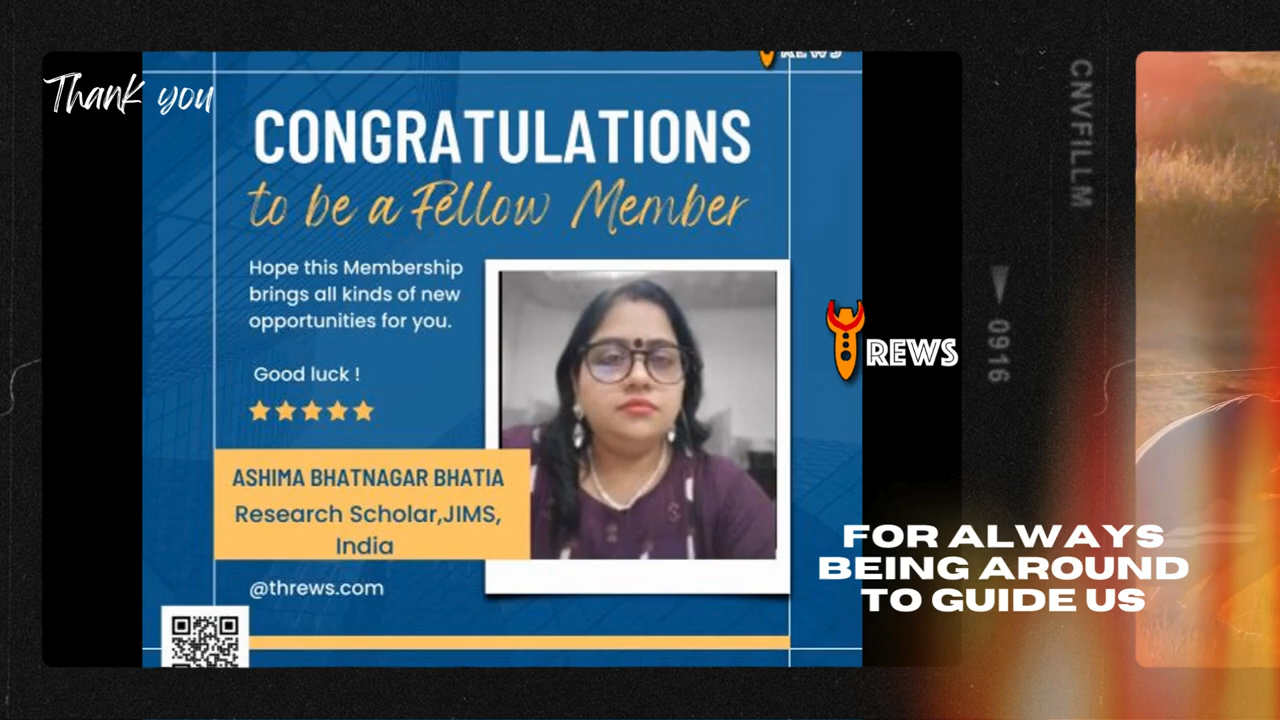 Thank you
REWS
CONGRATULATIONS
to be a Fellow Member
Hope this Membership
brings all kinds of new
opportunities for you.
Good luck !
ASHIMA BHATNAGAR BHATIA
Research Scholar,JIMS,
India
@threws.com
REWS
CNVFILLM
0916
FOR ALWAYS
BEING AROUND
TO GUIDE US